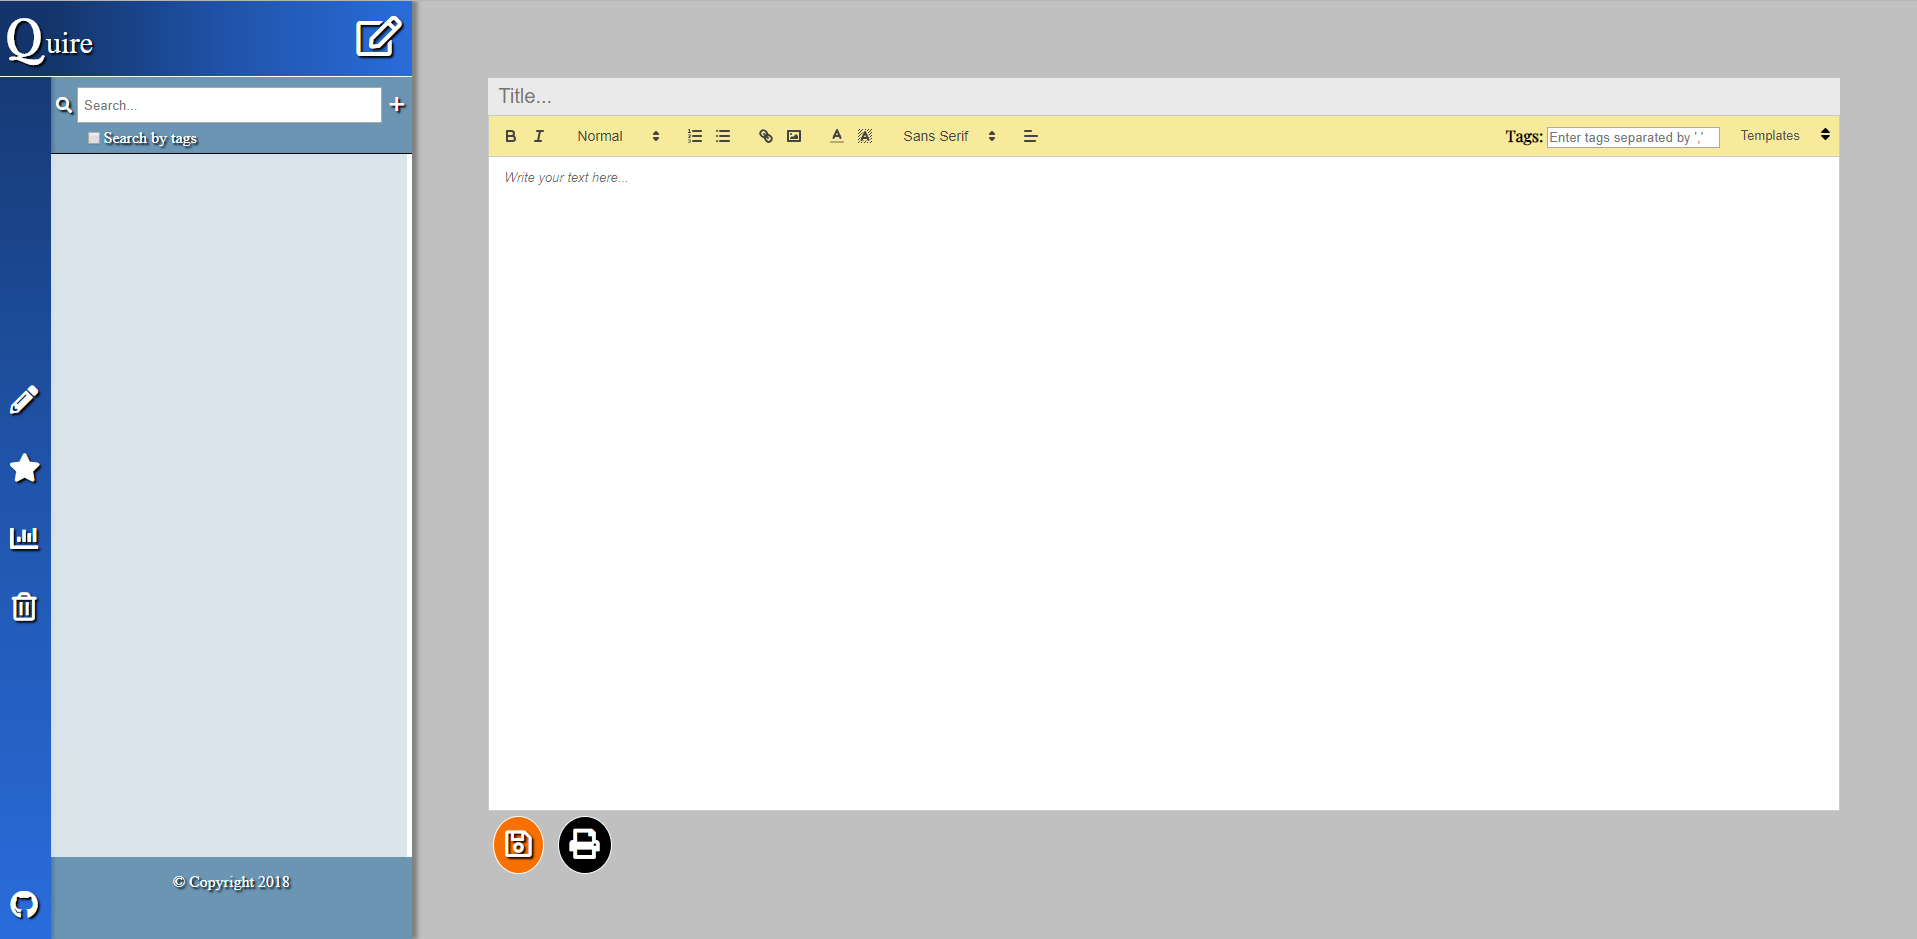 Quire
Search...
Search by tags
© Copyright 2018
Title...
Normal Sans Serif Tags: Enter tags separated by ',' Templates
Write your text here...